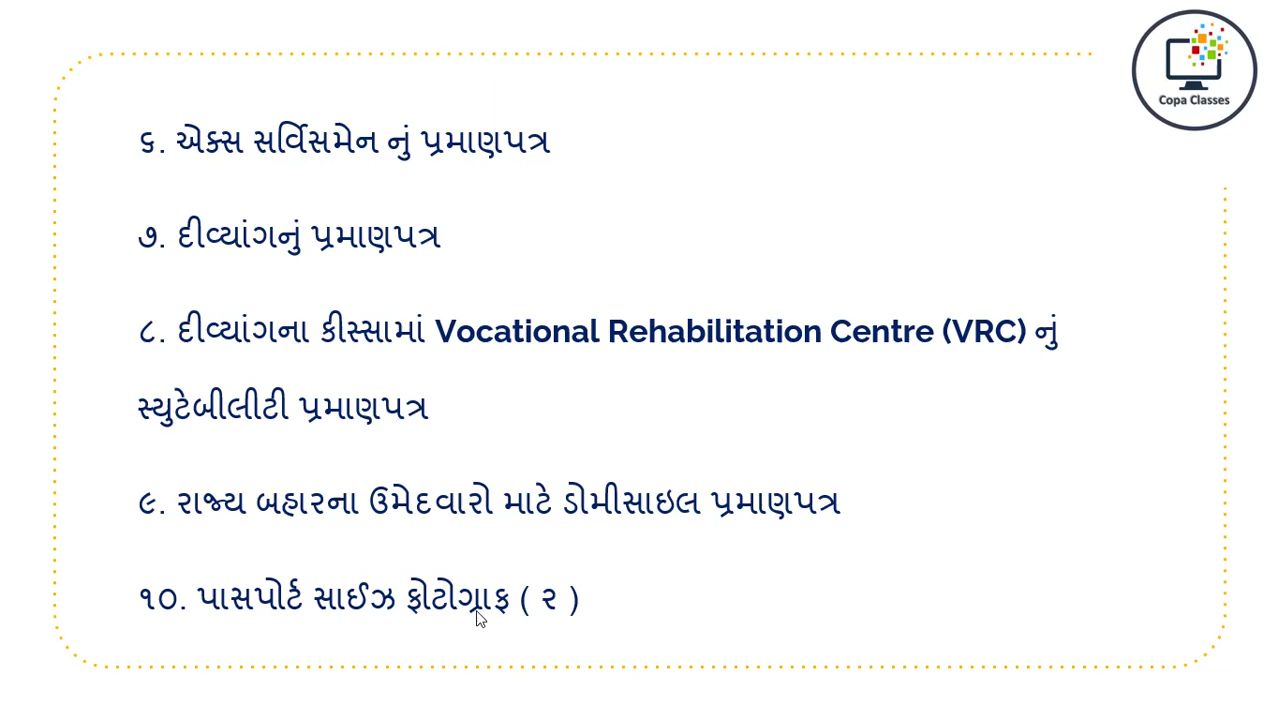 Copa Classes
૬. એક્સ સર્વિસમેન નું પ્રમાણપત્ર
૭. દીવ્યાંગનું પ્રમાણપત્ર
૮. દીવ્યાંગના કીસ્સામાં Vocational Rehabilitation Centre (VRC) નું
સ્યુટેબીલીટી પ્રમાણપત્ર
૯. રાજ્ય બહારના ઉમેદવારો માટે ડોમીસાઇલ પ્રમાણપત્ર
૧૦. પાસપોર્ટ સાઈઝ ફોટોગ્રાફ ( ૨ )